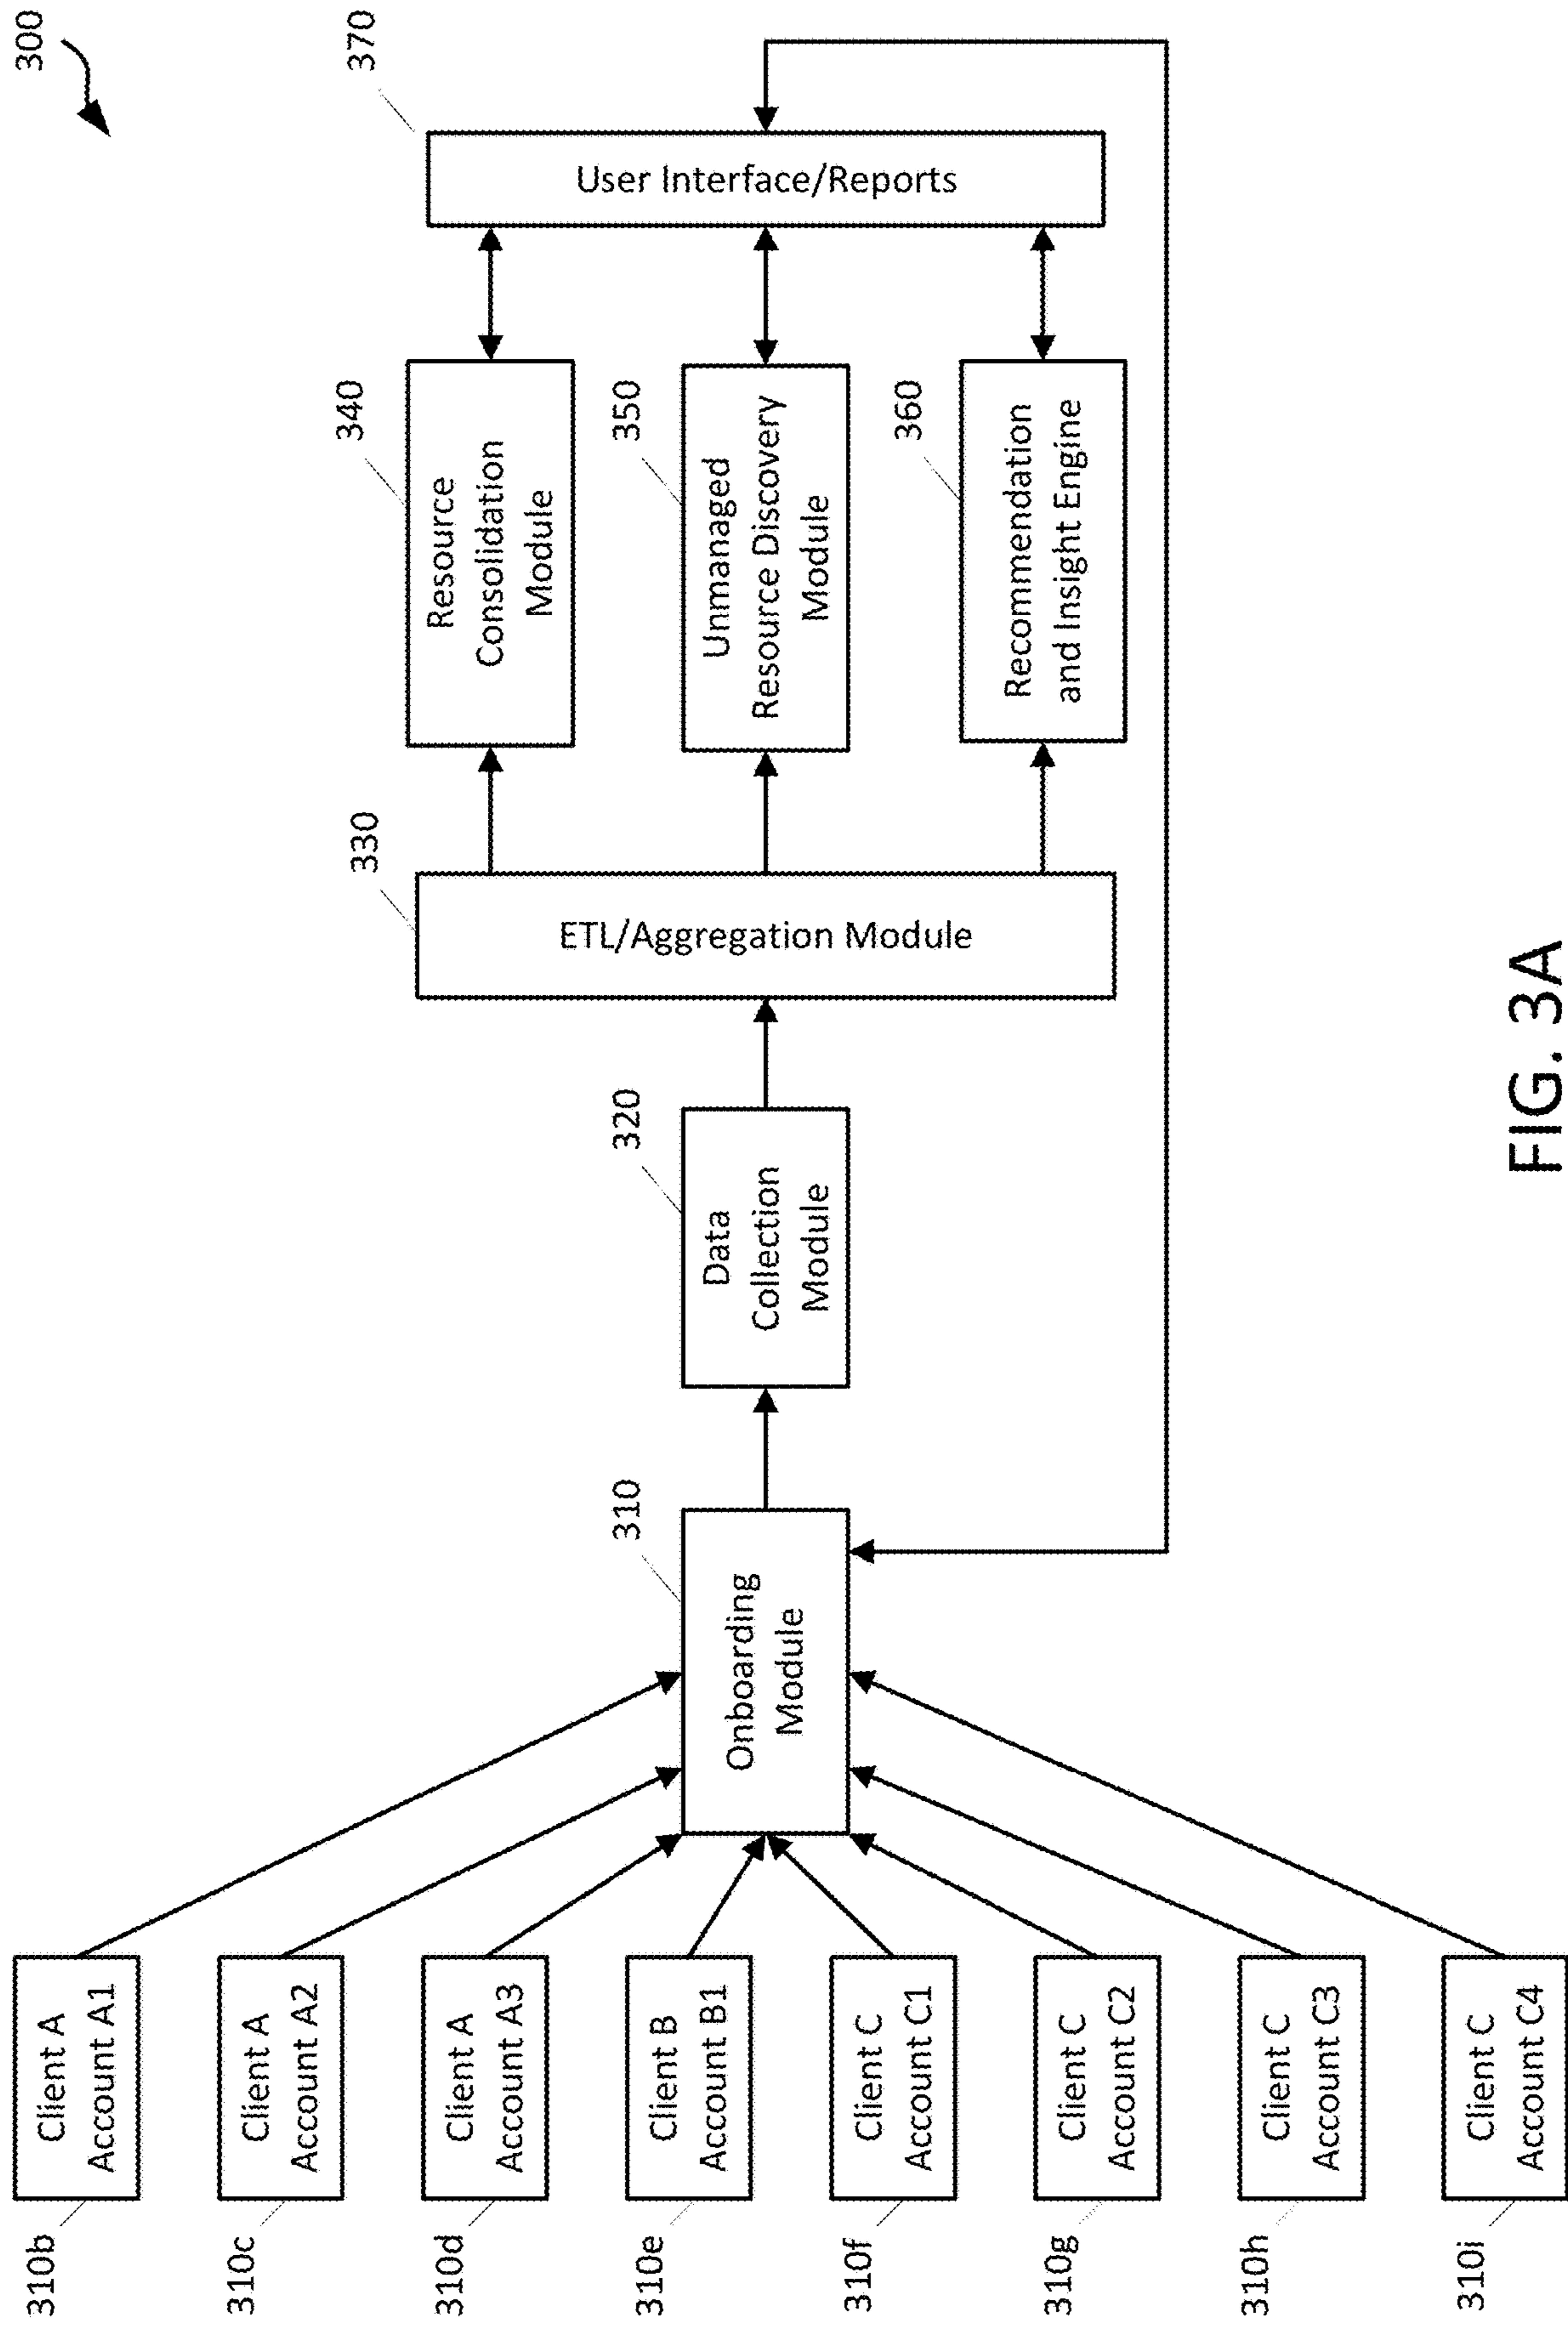 300
310b
Client A
Account A1
310c
Client A
Account A2
310d
Client A
Account A3
310e
Client B
Account B1
310f
Client C
Account C1
310g
Client C
Account C2
310h
Client C
Account C3
310i
Client C
Account C4
310
Onboarding
Module
320
Data
Collection
Module
330
ETL/Aggregation Module
340
Resource
Consolidation
Module
350
Unmanaged
Resource Discovery
Module
360
Recommendation
and Insight Engine
370
User Interface/Reports
FIG. 3A